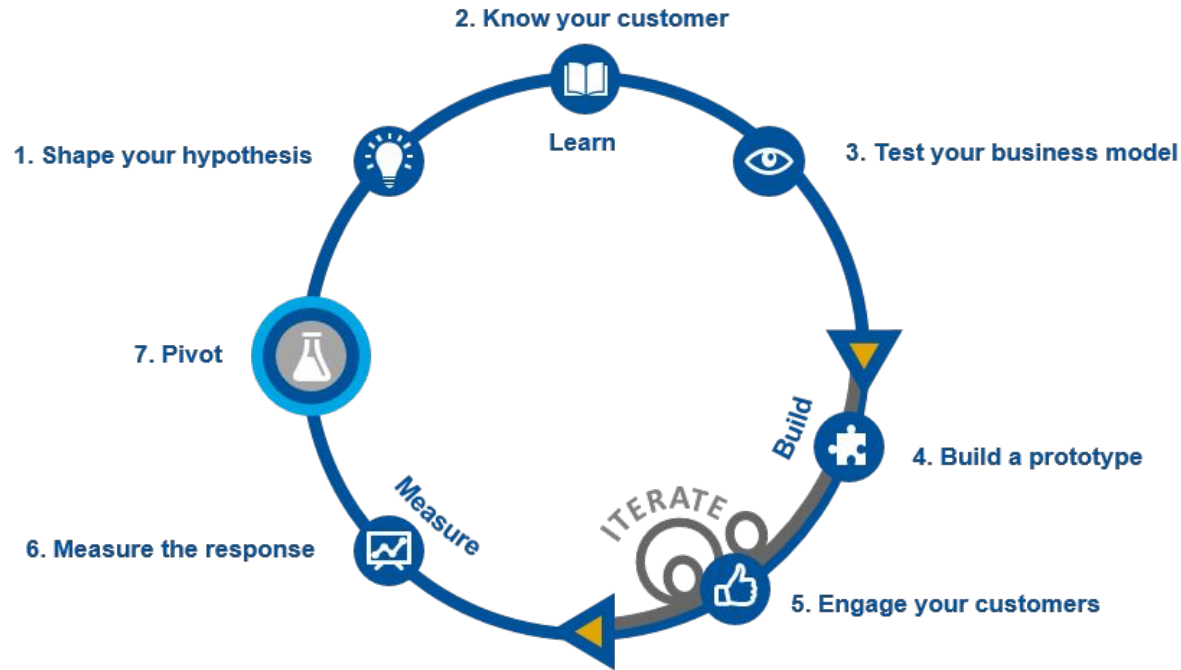 2. Know your customer
Learn
1. Shape your hypothesis
3. Test your business model
7. Pivot
Build
4. Build a prototype
ITERATE
Measure
6. Measure the response
5. Engage your customers